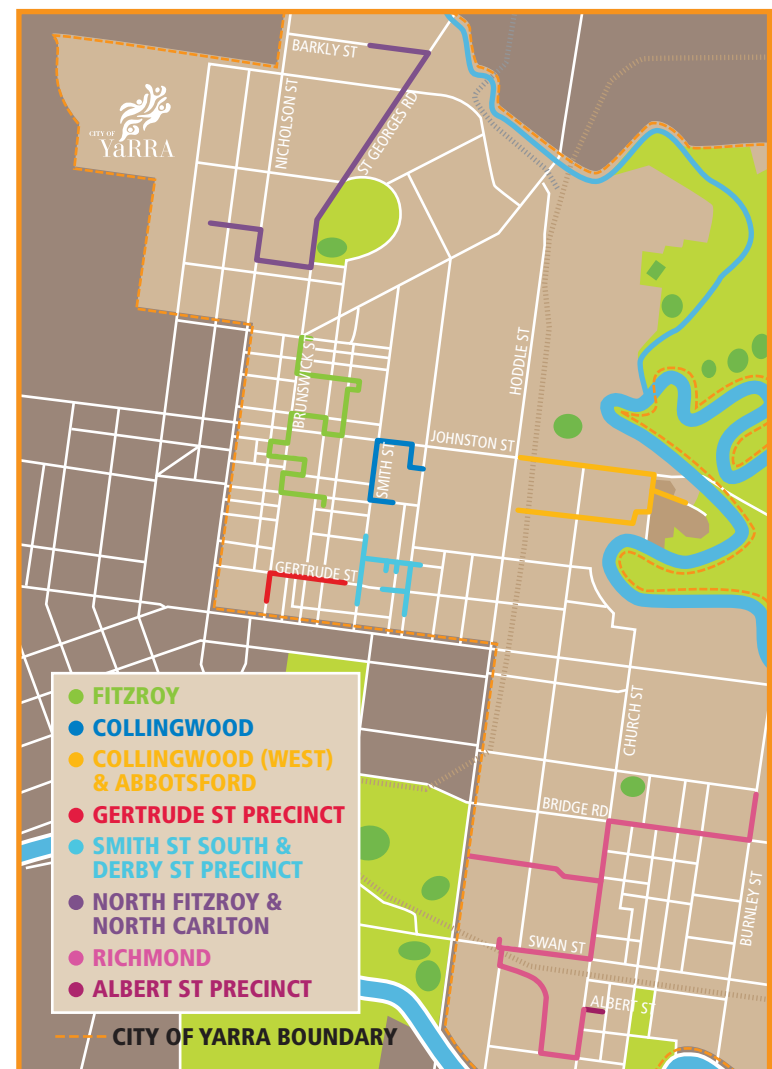 BARKLY ST
NICHOLSON ST
ST GEORGES RD
CITY OF
YaRRA
BRUNSWICK ST
HODDLE ST
JOHNSTON ST
SMITH ST
GERTRUDE ST
CHURCH ST
BRIDGE RD
BURNLEY ST
SWAN ST
ALBERT ST
FITZROY
COLLINGWOOD
COLLINGWOOD (WEST)
& ABBOTSFORD
GERTRUDE ST PRECINCT
SMITH ST SOUTH &
DERBY ST PRECINCT
NORTH FITZROY &
NORTH CARLTON
RICHMOND
ALBERT ST PRECINCT
CITY OF YARRA BOUNDARY